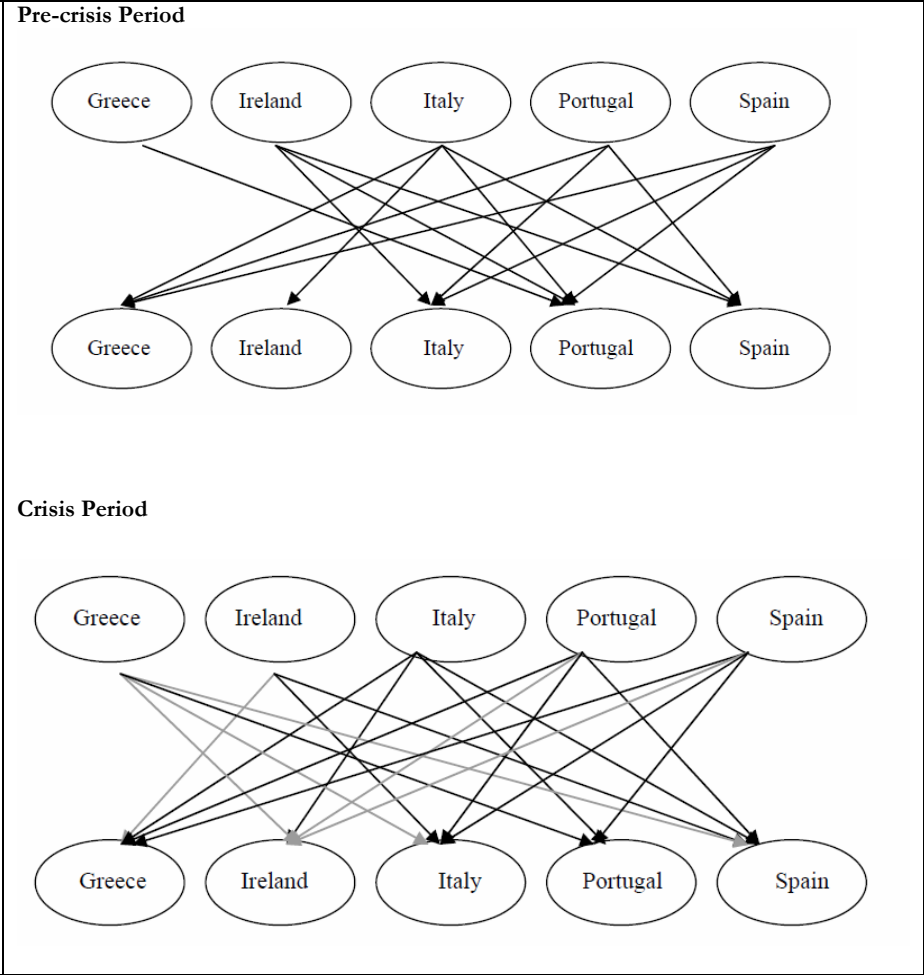 Pre-crisis Period
Greece Ireland Italy Portugal Spain
Greece Ireland Italy Portugal Spain
Crisis Period
Greece Ireland Italy Portugal Spain
Greece Ireland Italy Portugal Spain